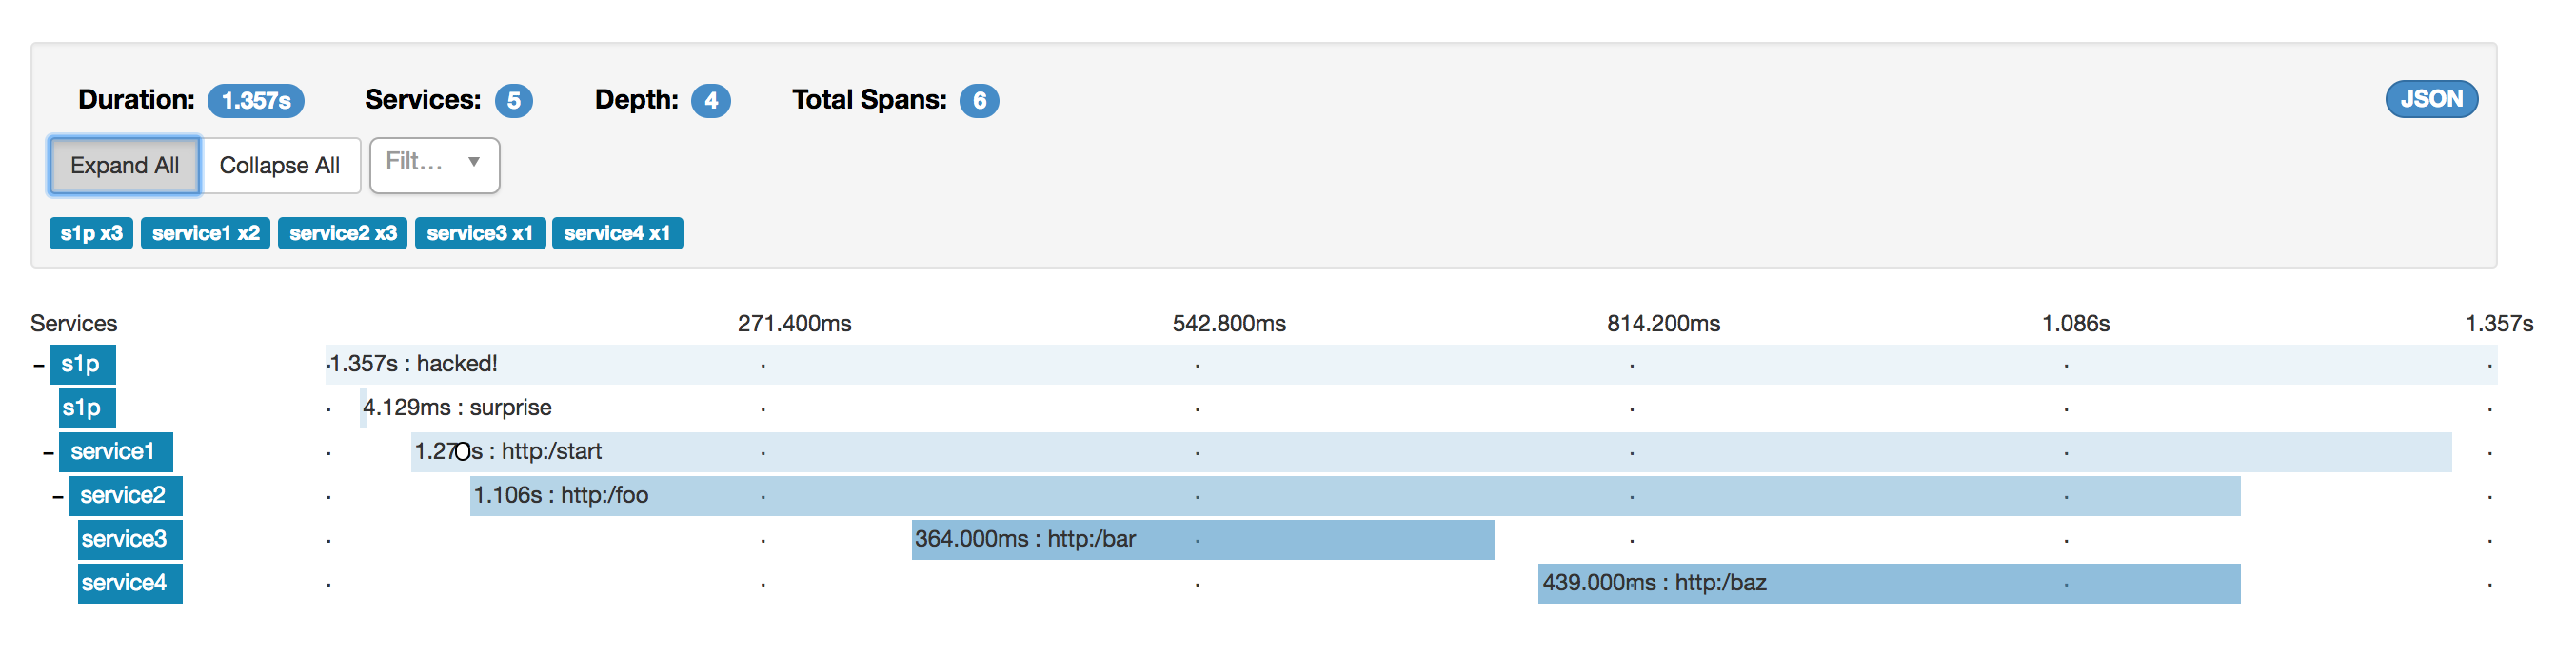 Duration: 1.357s Services: 5 Depth: 4 Total Spans: 6 JSON
Expand All Collapse All Filt... ▼
s1p x3 service1 x2 service2 x3 service3 x1 service4 x1
Services 271.400ms 542.800ms 814.200ms 1.086s 1.357s
- s1p 1.357s : hacked!
s1p 4.129ms : surprise
- service1 : http:/start
- service2 1.106s : http:/foo
service3 364.000ms : http:/bar
service4 439.000ms : http:/baz